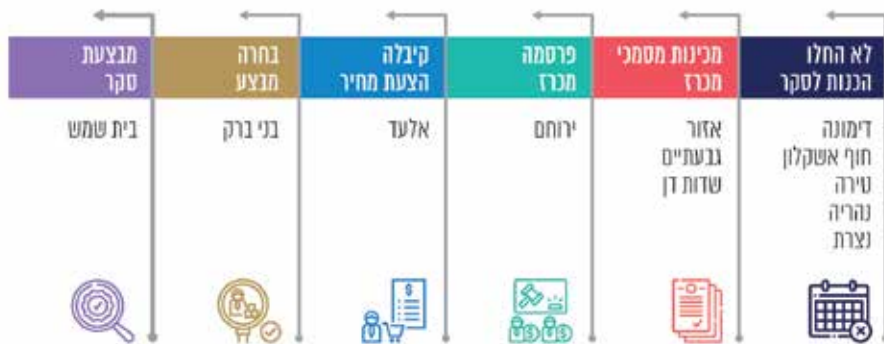 לא החלו
הכנות לסקר
דימונה
חוף אשקלון
טירה
נהריה
נצרת
מכינות מסמכי
מכרז
אזור
גבעתיים
שדות דן
פרסמה
מכרז
ירוחם
קיבלה
הצעת מחיר
אלעד
בחרה
מבצע
בני ברק
מבצעת
סקר
בית שמש